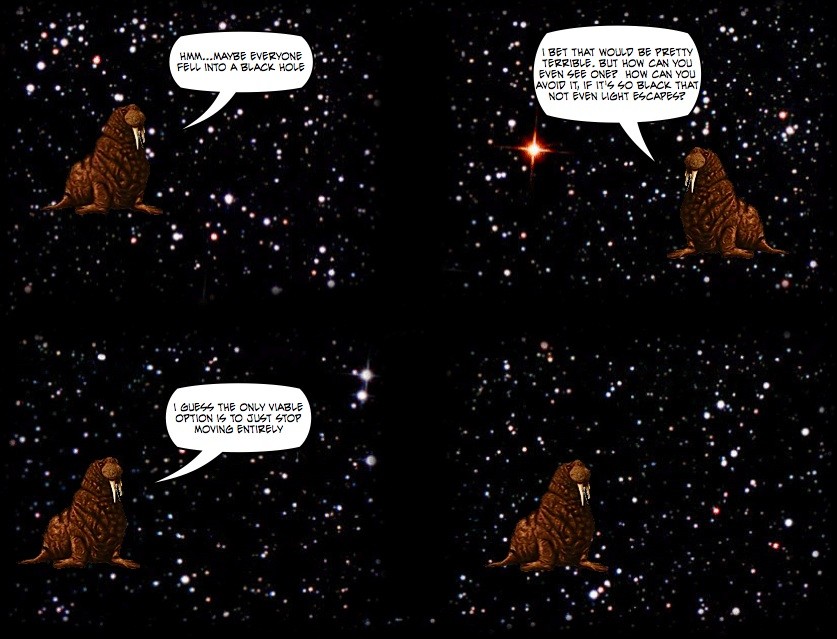 HMM...MAYBE EVERYONE
FELL INTO A BLACK HOLE
I BET THAT WOULD BE PRETTY
TERRIBLE. BUT HOW CAN YOU
EVEN SEE ONE? HOW CAN YOU
AVOID IT, IF IT'S SO BLACK THAT
NOT EVEN LIGHT ESCAPES?
I GUESS THE ONLY VIABLE
OPTION IS TO JUST STOP
MOVING ENTIRELY